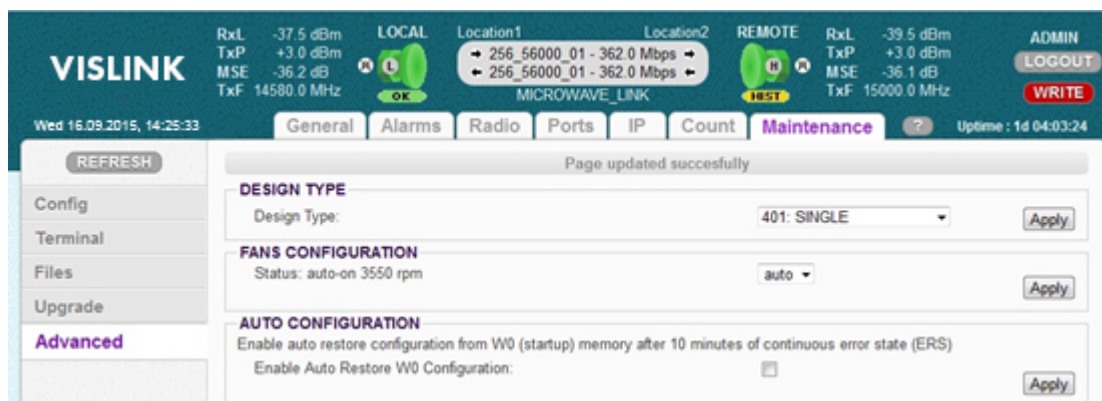 VISLINK
RxL -37.5 dBm
TxP +3.0 dBm
MSE -36.2 dB
TxF 14580.0 MHz
LOCAL
L
OK
Location1 Location2
→ 256_56000_01 - 362.0 Mbps →
← 256_56000_01 - 362.0 Mbps ←
MICROWAVE_LINK
REMOTE
H
HIST
RxL -39.5 dBm
TxP +3.0 dBm
MSE -36.1 dB
TxF 15000.0 MHz
ADMIN
LOGOUT
WRITE
Wed 16.09.2015, 14:25:33
General Alarms Radio Ports IP Count Maintenance ?
Uptime : 1d 04:03:24
REFRESH
Config
Terminal
Files
Upgrade
Advanced
Page updated succesfully
DESIGN TYPE
Design Type: 401: SINGLE Apply
FANS CONFIGURATION
Status: auto-on 3550 rpm auto Apply
AUTO CONFIGURATION
Enable auto restore configuration from W0 (startup) memory after 10 minutes of continuous error state (ERS)
Enable Auto Restore W0 Configuration: Apply